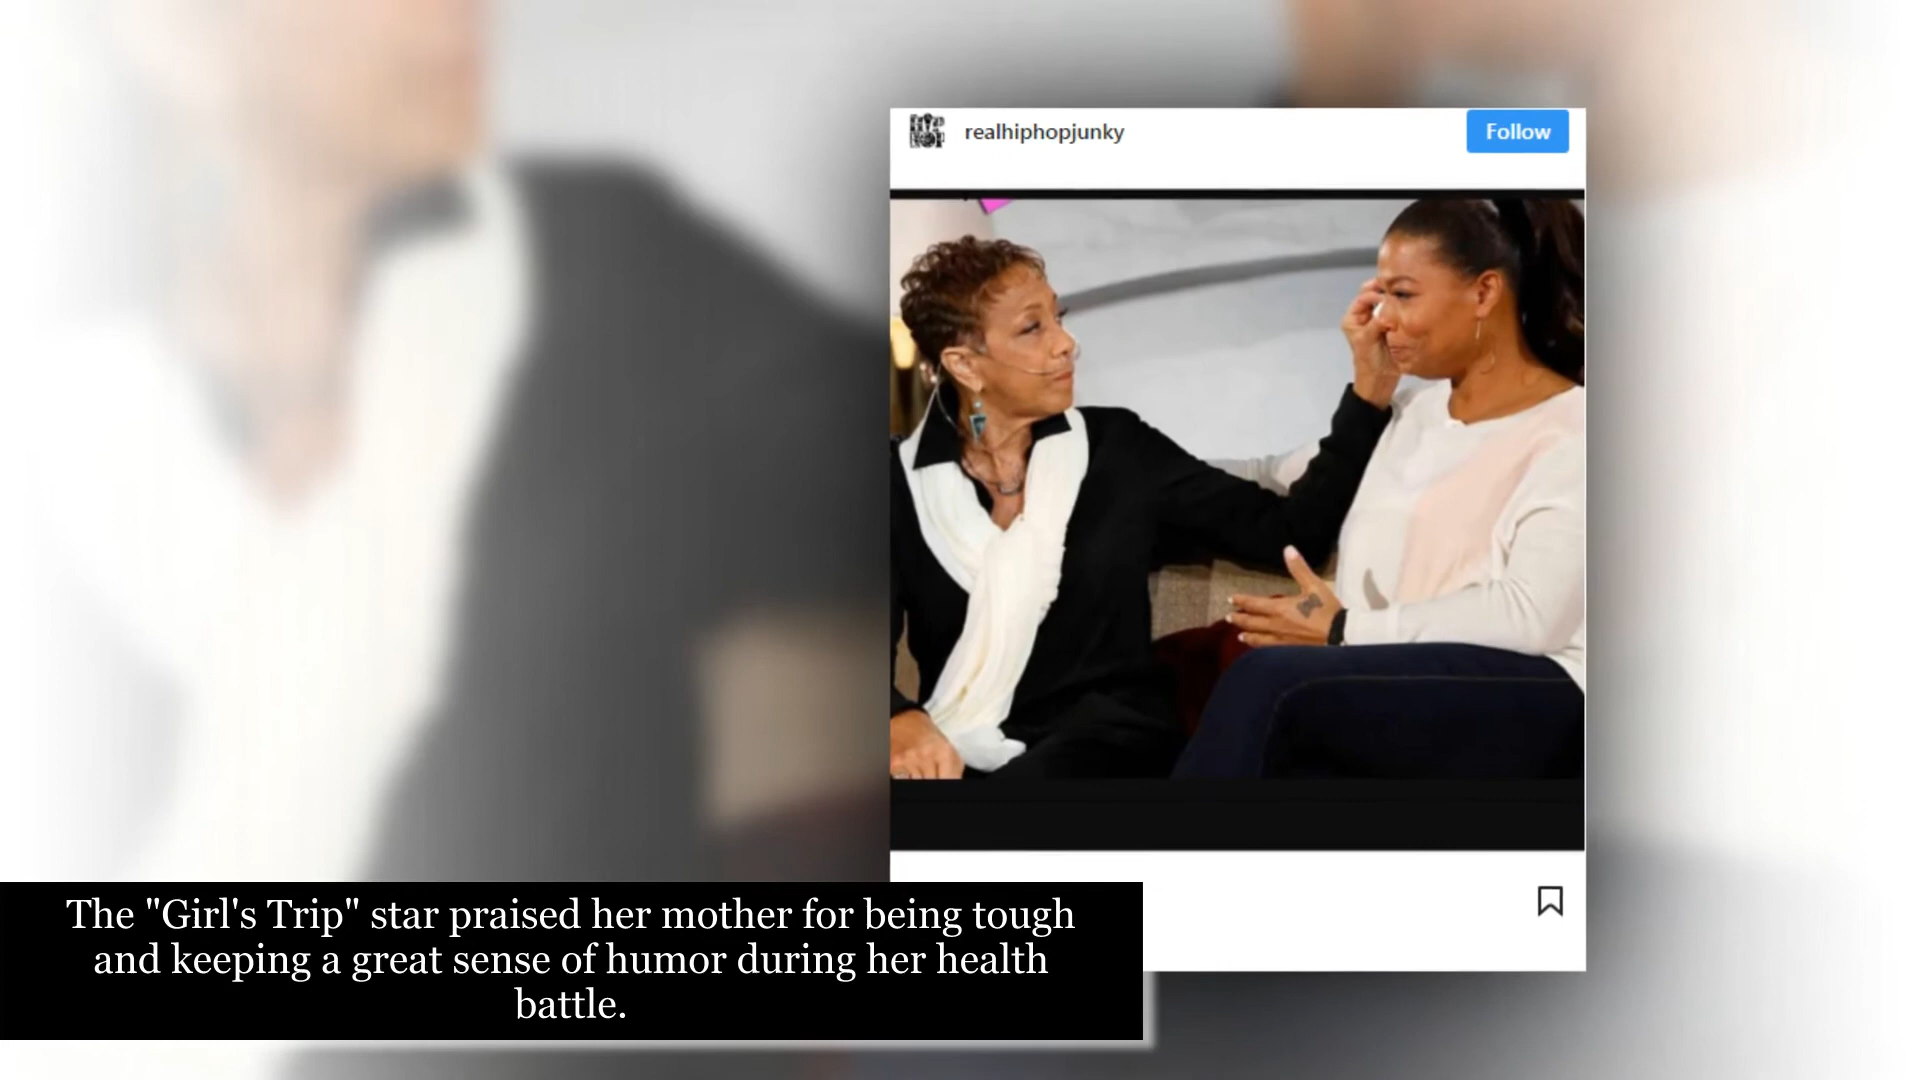 realhiphopjunky
Follow
The "Girl's Trip" star praised her mother for being tough
and keeping a great sense of humor during her health
battle.